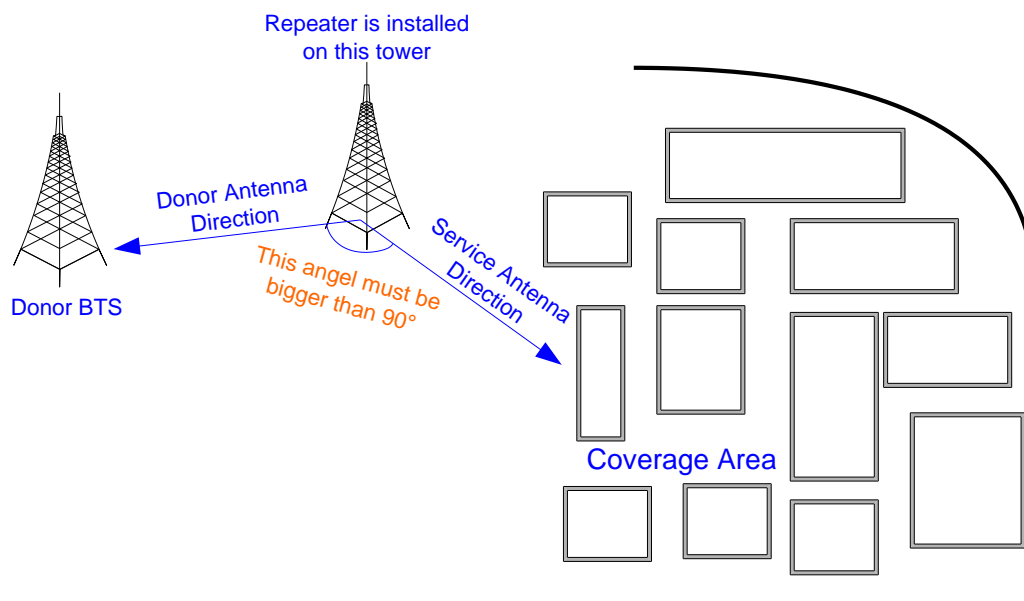 Repeater is installed
on this tower
Donor Antenna
Direction
Service Antenna
Direction
This angel must be
bigger than 90°
Donor BTS
Coverage Area